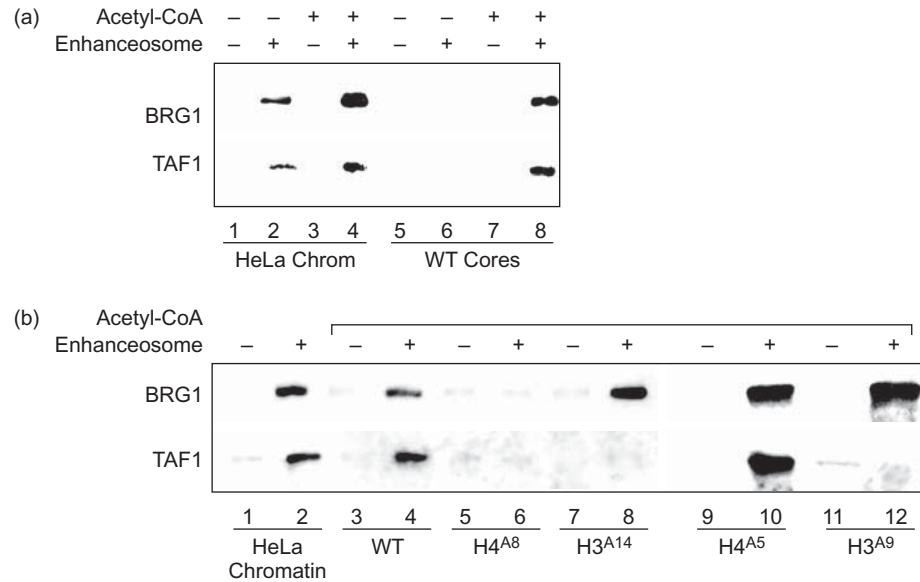 (a) Acetyl-CoA – – + + – – + +
Enhanceosome – + – + – + – +
BRG1
TAF1
1 2 3 4 5 6 7 8
HeLa Chrom WT Cores
(b) Acetyl-CoA
Enhanceosome – + – + – + – + – + – +
BRG1
TAF1
1 2 3 4 5 6 7 8 9 10 11 12
HeLa Chromatin WT H4ᴬ⁸ H3ᴬ¹⁴ H4ᴬ⁵ H3ᴬ⁹